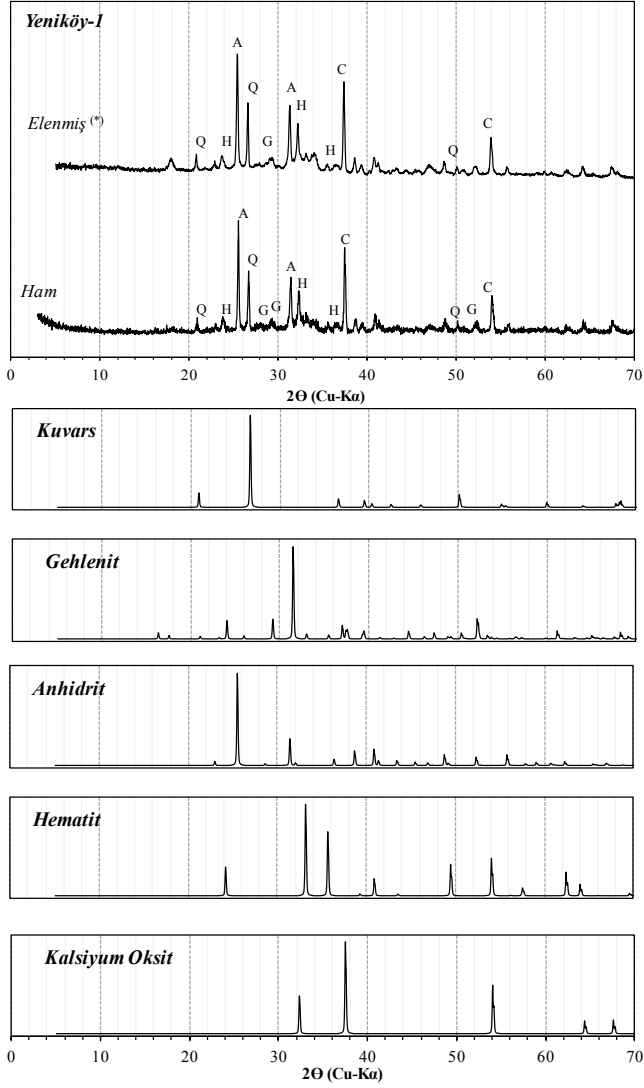 Yeniköy-1
A
Q
A
H
C
Elenmiş (*)
Q
H
G
H
Q
C
A
Q
A
H
C
Ham
Q
H
G
G
H
Q
G
C
0 10 20 30 40 50 60 70
2Θ (Cu-Kα)
Kuvars
Gehlenit
Anhidrit
Hematit
Kalsiyum Oksit
0 10 20 30 40 50 60 70
2Θ (Cu-Kα)